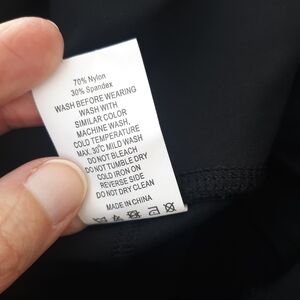 70% Nylon
30% Spandex
WASH BEFORE WEARING
WASH WITH
SIMILAR COLOR
MACHINE WASH,
COLD TEMPERATURE
MAX. 30°C MILD WASH
DO NOT BLEACH
DO NOT TUMBLE DRY
COLD IRON ON
REVERSE SIDE
DO NOT DRY CLEAN
MADE IN CHINA